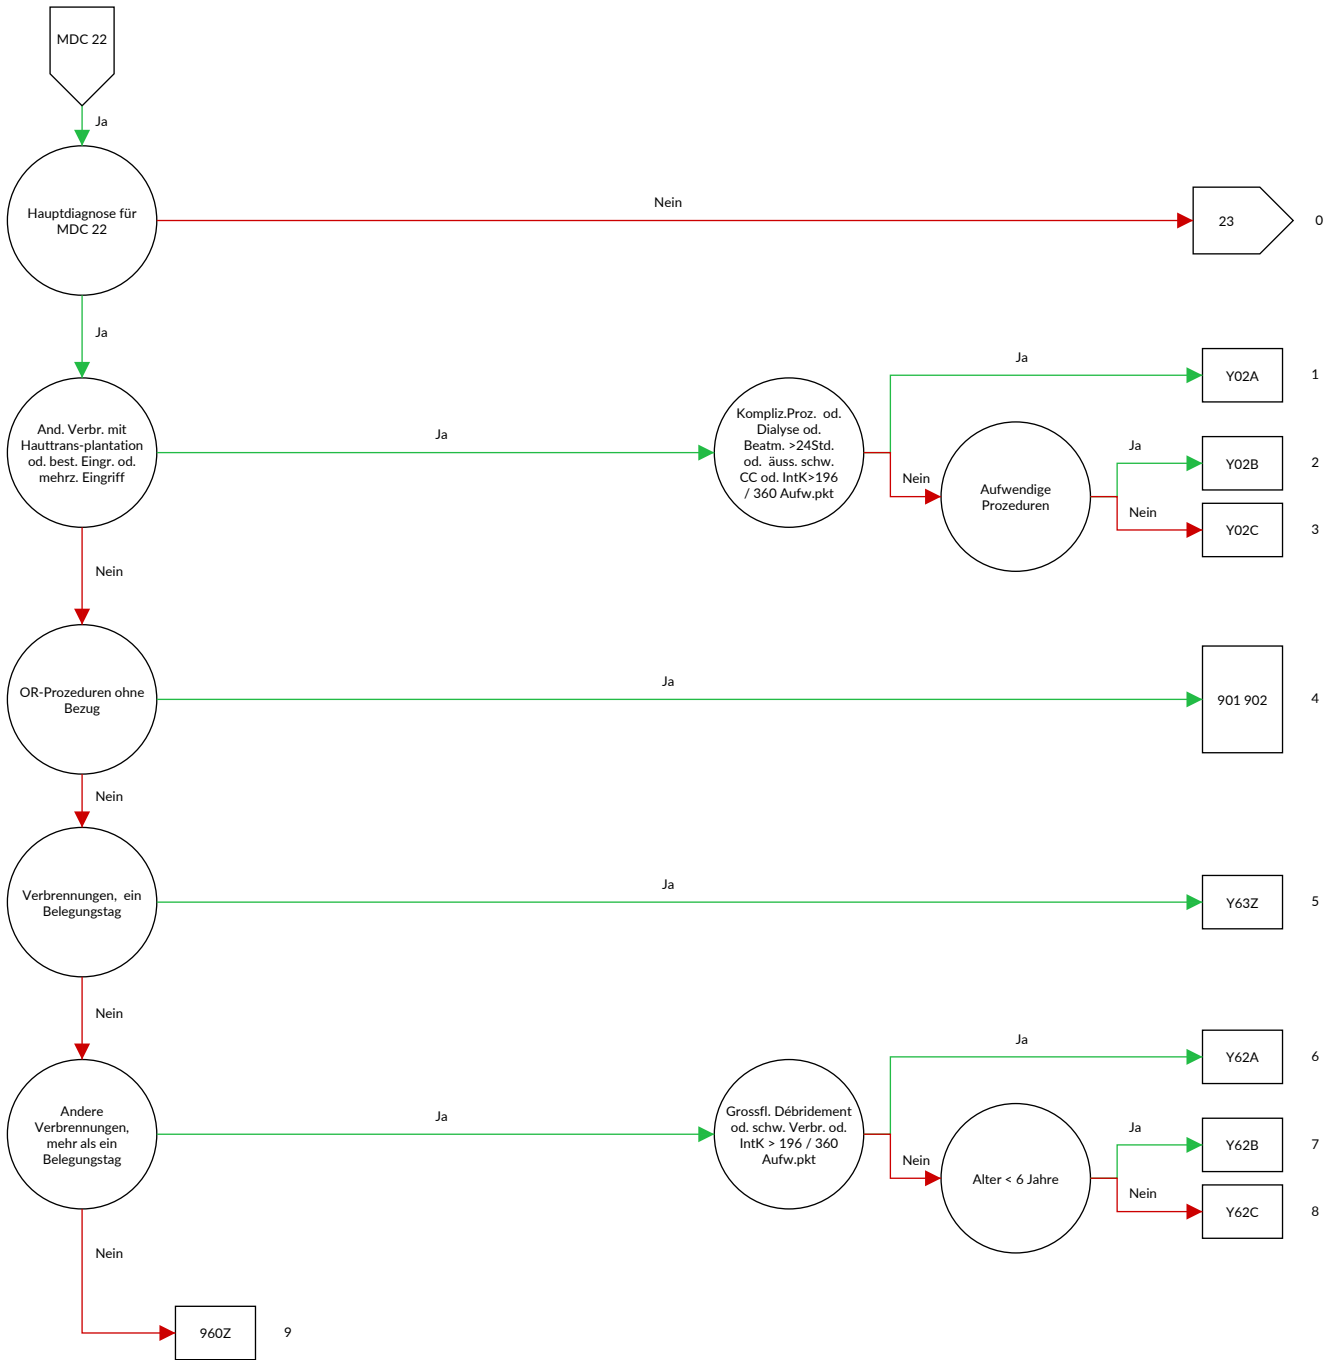 MDC 22
Ja
Hauptdiagnose für
MDC 22
Nein
23
0
Ja
And. Verbr. mit
Hauttrans-plantation
od. best. Eingr. od.
mehrz. Eingriff
Ja
Kompliz.Proz. od.
Dialyse od.
Beatm. >24Std.
od. äuss. schw.
CC od. IntK>196
/ 360 Aufw.pkt
Ja
Y02A
1
Nein
Aufwendige
Prozeduren
Ja
Y02B
2
Nein
Y02C
3
Nein
OR-Prozeduren ohne
Bezug
Ja
901 902
4
Nein
Verbrennungen, ein
Belegungstag
Ja
Y63Z
5
Nein
Andere
Verbrennungen,
mehr als ein
Belegungstag
Ja
Grossfl. Débridement
od. schw. Verbr. od.
IntK > 196 / 360
Aufw.pkt
Ja
Y62A
6
Nein
Alter < 6 Jahre
Ja
Y62B
7
Nein
Y62C
8
Nein
960Z
9